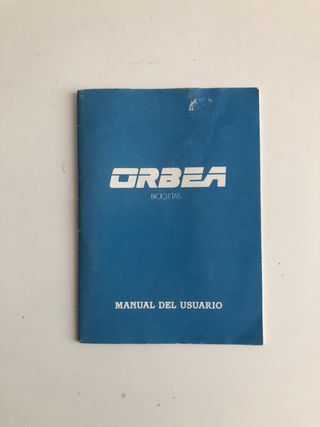 ORBEA
BICICLETAS
MANUAL DEL USUARIO